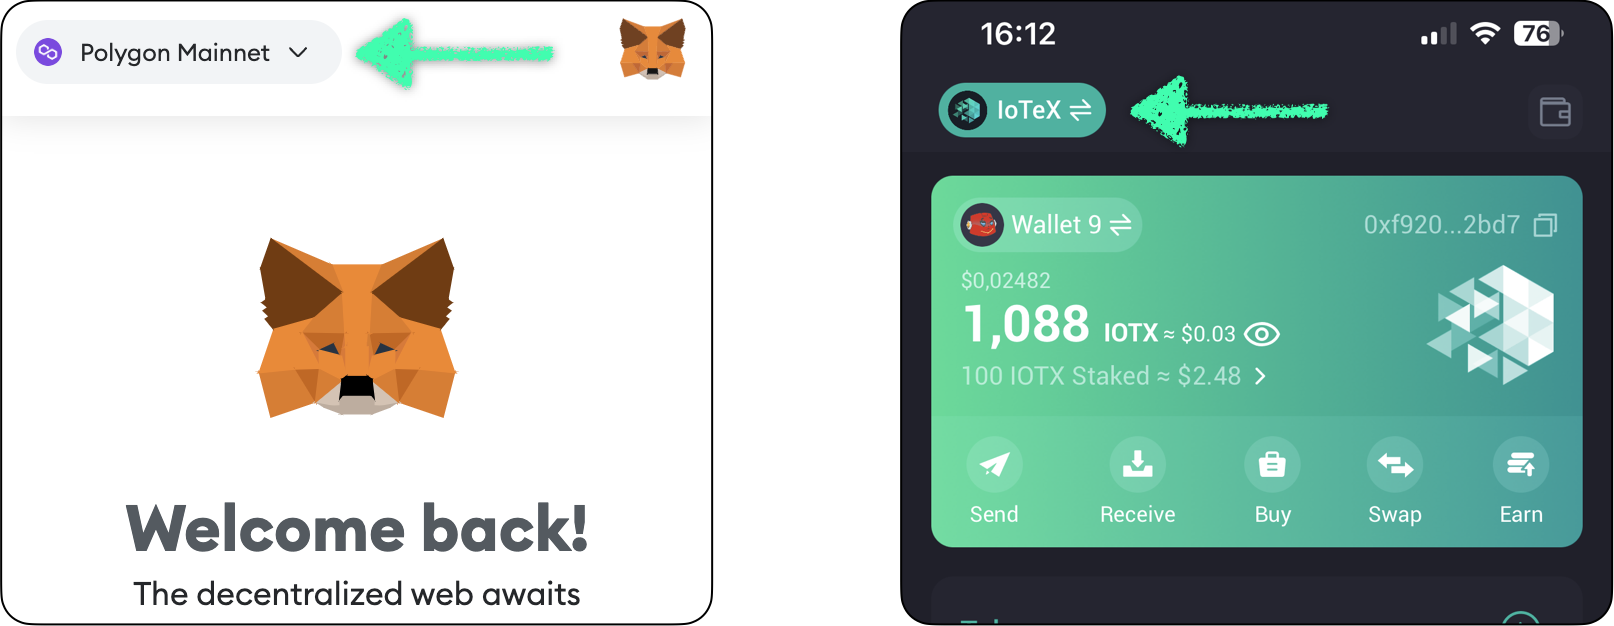 Polygon Mainnet
Welcome back!
The decentralized web awaits
16:12
76
IoTeX
Wallet 9
0xf920...2bd7
$0,02482
1,088 IOTX ≈ $0.03
100 IOTX Staked ≈ $2.48
Send Receive Buy Swap Earn